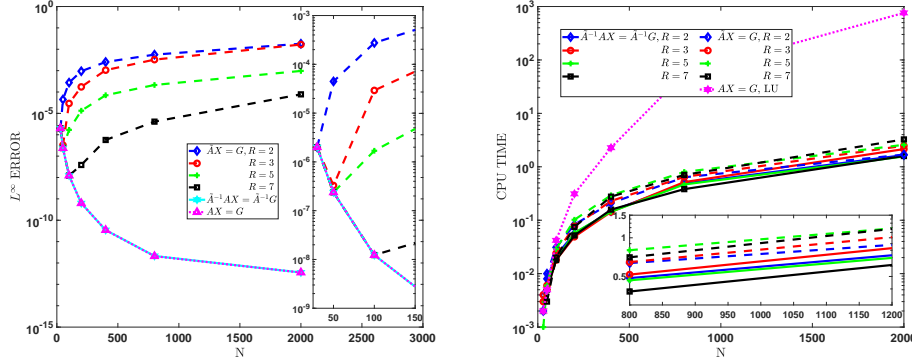 10^0
10^-5
10^-10
10^-15
L^∞ ERROR
0
500
1000
1500
2000
2500
3000
N
ÃX = G, R = 2
R = 3
R = 5
R = 7
Ã^-1AX = Ã^-1G
AX = G
10^-3
10^-4
10^-5
10^-6
10^-7
10^-8
10^-9
50
100
150
10^3
10^2
10^1
10^0
10^-1
10^-2
10^-3
CPU TIME
0
500
1000
1500
2000
N
Ã^-1AX = Ã^-1G, R = 2
R = 3
R = 5
R = 7
ÃX = G, R = 2
R = 3
R = 5
R = 7
AX = G, LU
1.5
1
0.5
800
850
900
950
1000
1050
1100
1150
1200